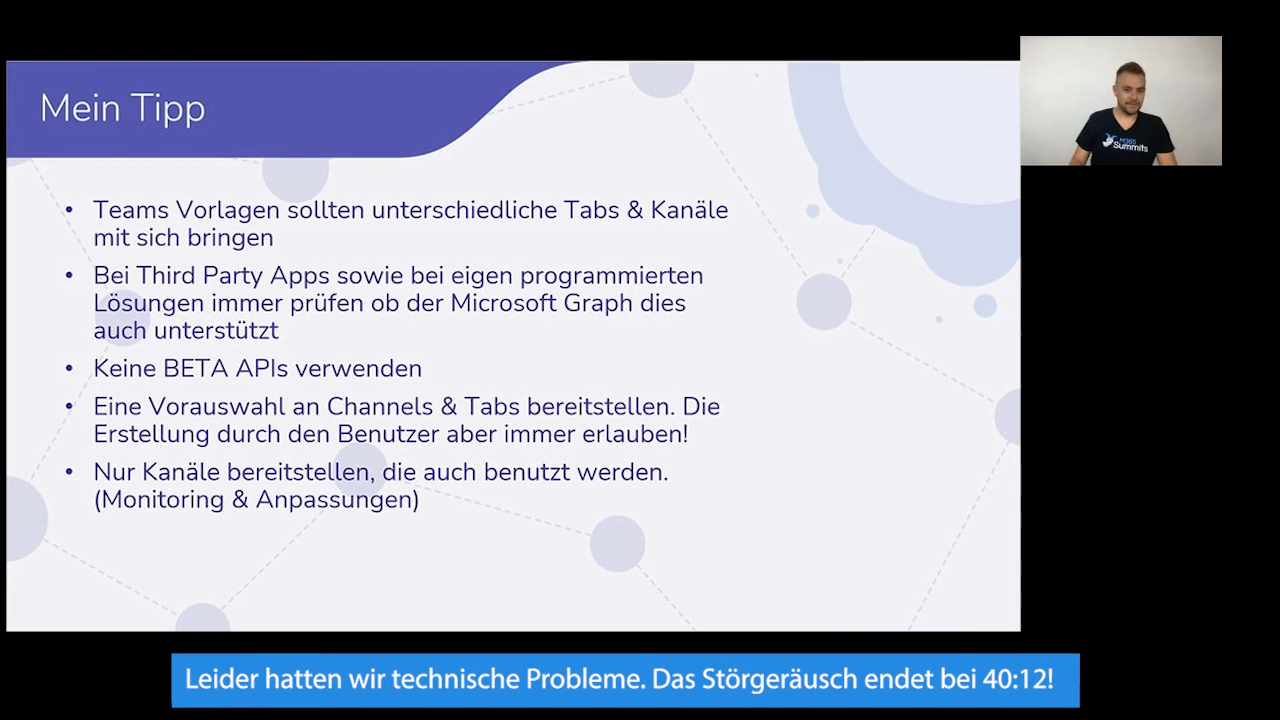 Mein Tipp
• Teams Vorlagen sollten unterschiedliche Tabs & Kanäle
mit sich bringen
• Bei Third Party Apps sowie bei eigen programmierten
Lösungen immer prüfen ob der Microsoft Graph dies
auch unterstützt
• Keine BETA APIs verwenden
• Eine Vorauswahl an Channels & Tabs bereitstellen. Die
Erstellung durch den Benutzer aber immer erlauben!
• Nur Kanäle bereitstellen, die auch benutzt werden.
(Monitoring & Anpassungen)
M365
Summits
Leider hatten wir technische Probleme. Das Störgeräusch endet bei 40:12!